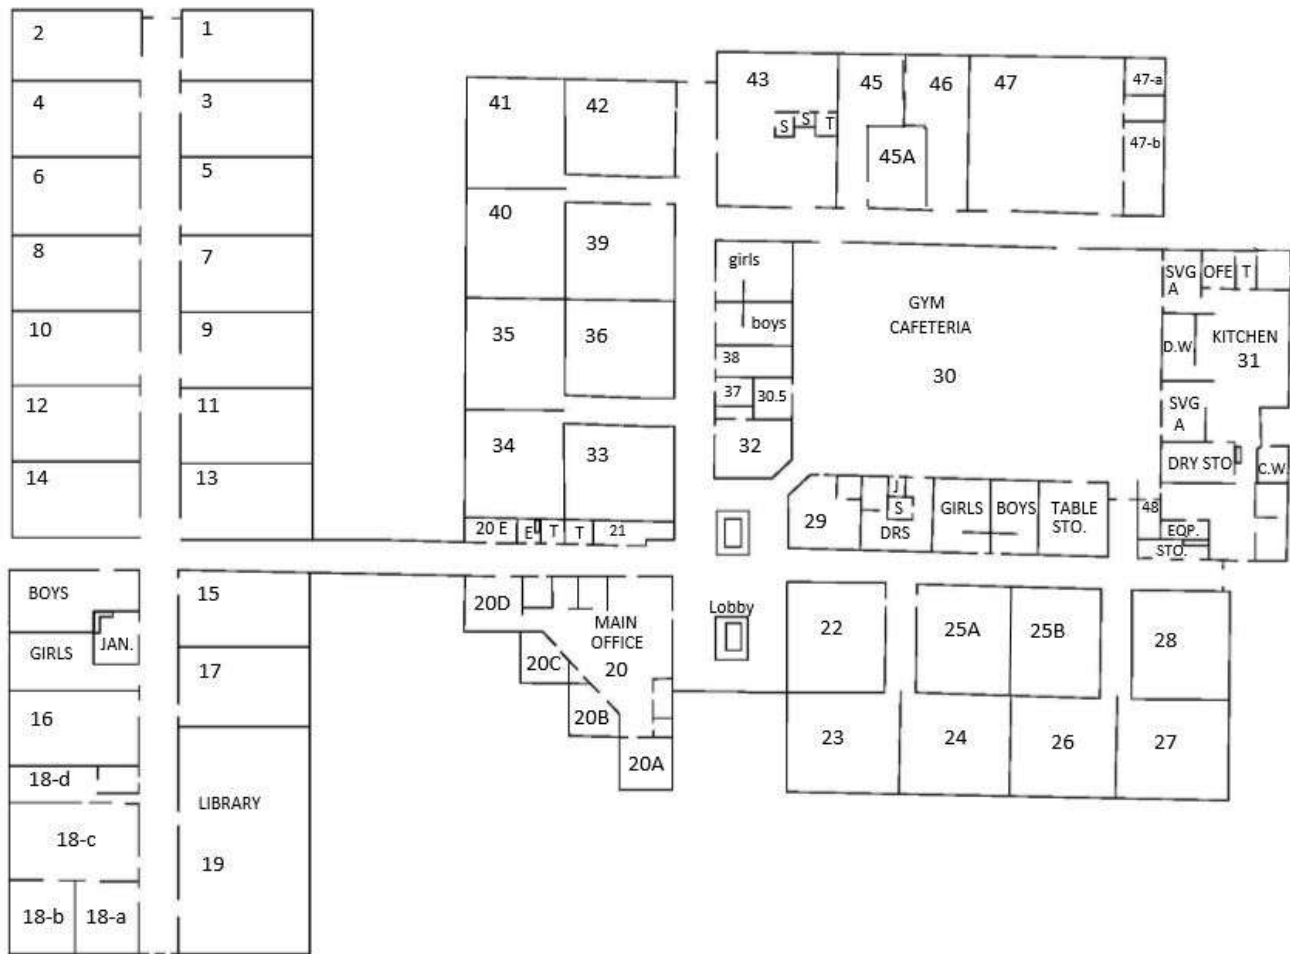 2
1
4
3
6
5
8
7
10
9
12
11
14
13
BOYS
GIRLS
JAN.
15
17
16
18-d
18-c
18-b
18-a
LIBRARY
19
41
42
40
39
35
36
34
33
20 E
E
T
T
21
20D
MAIN
OFFICE
20
20C
20B
20A
43
S
S
T
45
46
45A
47
47-a
47-b
girls
boys
38
37
30.5
32
GYM
CAFETERIA
30
SVG
A
OFE
T
D.W.
KITCHEN
31
SVG
A
DRY STO
C.W.
48
EQP.
STO.
29
J
S
DRS
GIRLS
BOYS
TABLE
STO.
Lobby
22
25A
25B
28
23
24
26
27